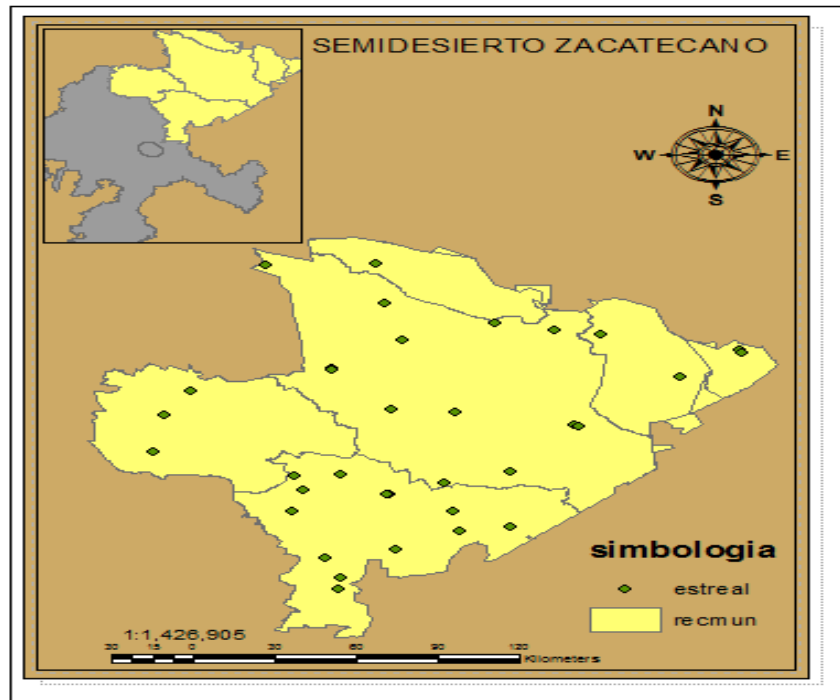 SEMIDESIERTO ZACATECANO
N
W E
S
simbologia
estreal
recmun
1:1,426,905
30 15 0 30 60 90 120
Kilometers